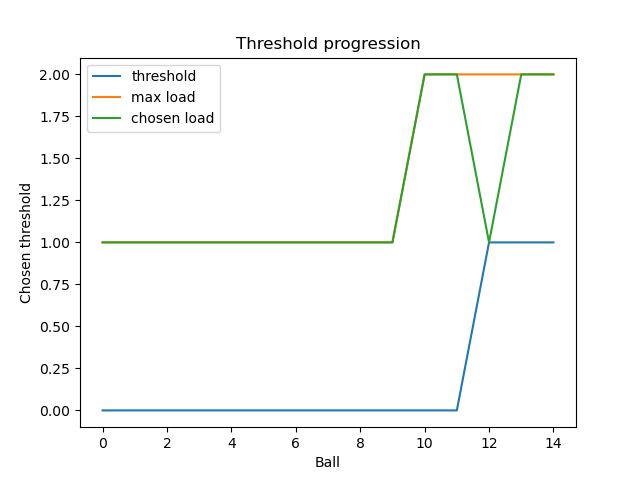 Threshold progression
threshold
max load
chosen load
Chosen threshold
2.00
1.75
1.50
1.25
1.00
0.75
0.50
0.25
0.00
0 2 4 6 8 10 12 14
Ball